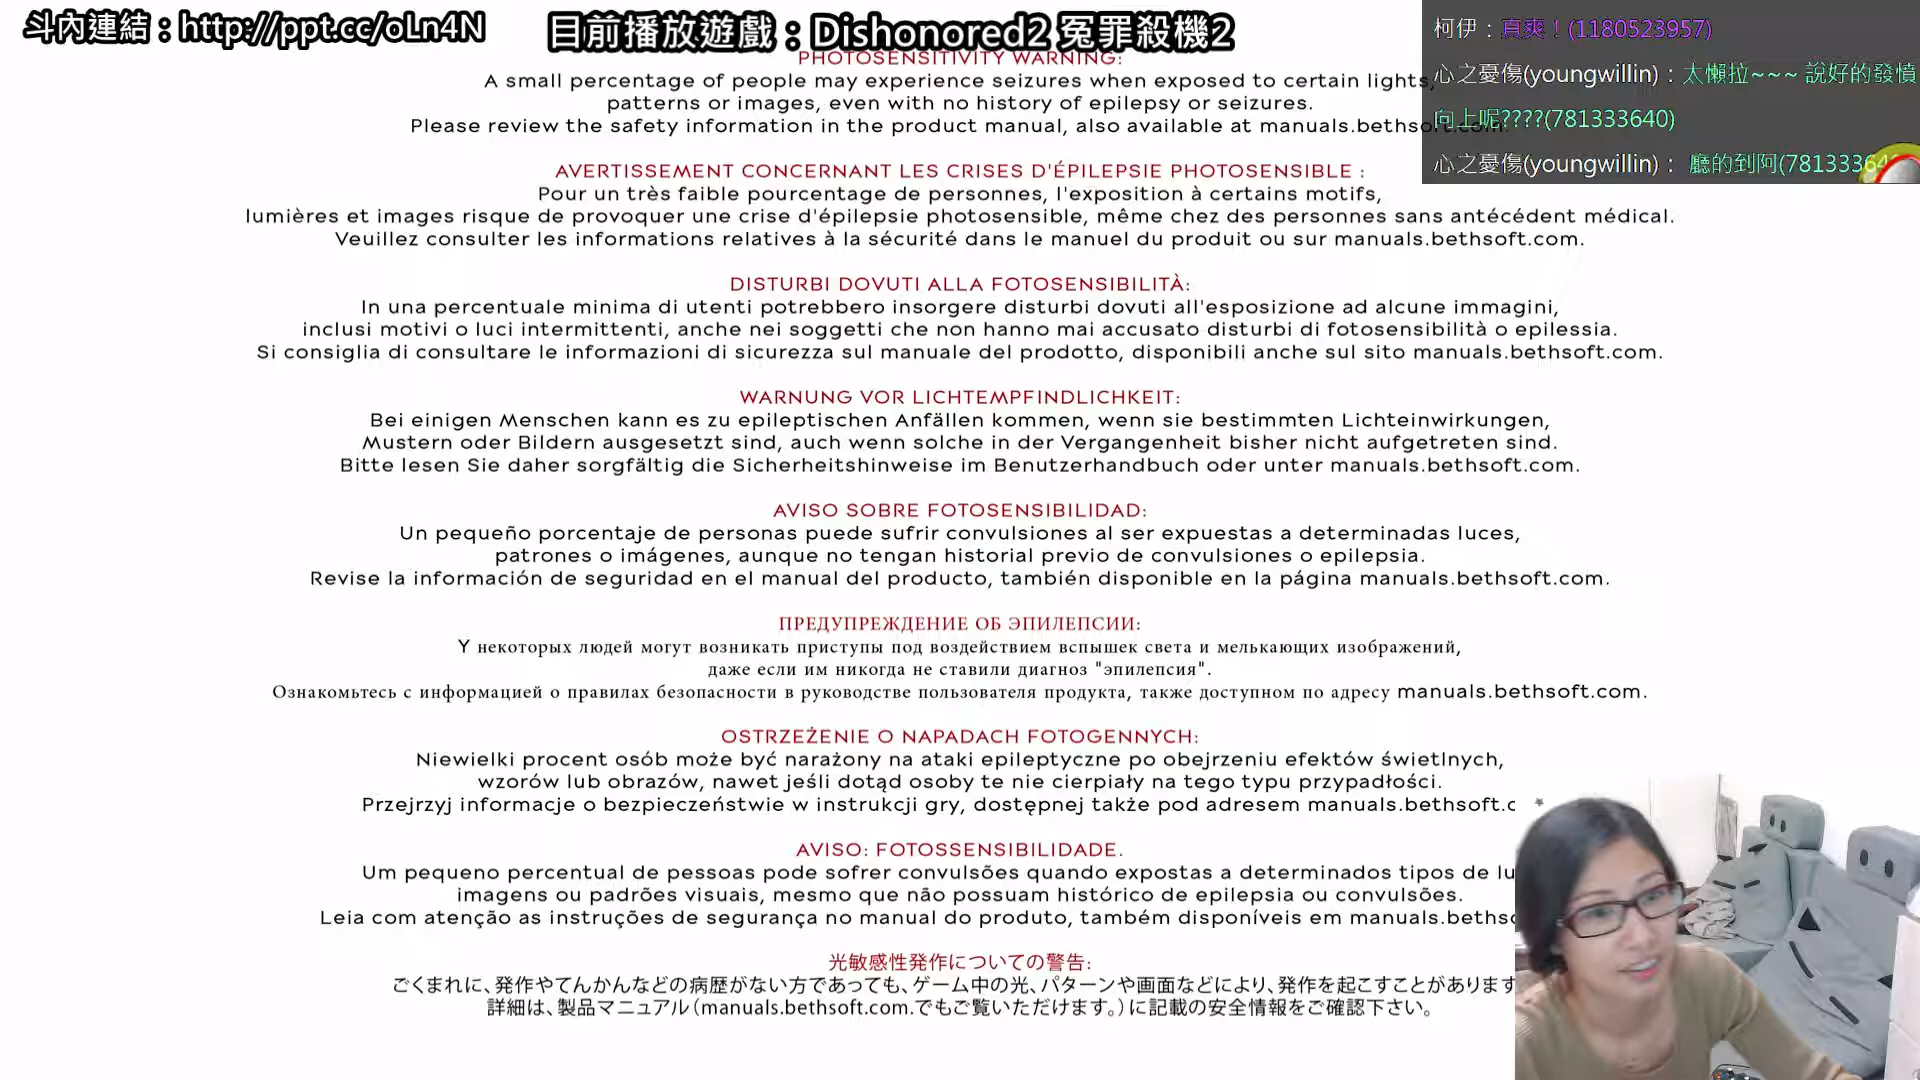 斗內連結：http://ppt.cc/oLn4N
目前播放遊戲：Dishonored2 冤罪殺機2
PHOTOSENSITIVITY WARNING:
A small percentage of people may experience seizures when exposed to certain lights,
patterns or images, even with no history of epilepsy or seizures.
Please review the safety information in the product manual, also available at manuals.bethsoft.com.
柯伊：真爽！(1180523957)
心之憂傷(youngwillin)：太懶拉~~~ 說好的發憤
向上呢????(781333640)
心之憂傷(youngwillin)： 廳的到阿(78133364
AVERTISSEMENT CONCERNANT LES CRISES D'ÉPILEPSIE PHOTOSENSIBLE :
Pour un très faible pourcentage de personnes, l'exposition à certains motifs,
lumières et images risque de provoquer une crise d'épilepsie photosensible, même chez des personnes sans antécédent médical.
Veuillez consulter les informations relatives à la sécurité dans le manuel du produit ou sur manuals.bethsoft.com.
DISTURBI DOVUTI ALLA FOTOSENSIBILITÀ:
In una percentuale minima di utenti potrebbero insorgere disturbi dovuti all'esposizione ad alcune immagini,
inclusi motivi o luci intermittenti, anche nei soggetti che non hanno mai accusato disturbi di fotosensibilità o epilessia.
Si consiglia di consultare le informazioni di sicurezza sul manuale del prodotto, disponibili anche sul sito manuals.bethsoft.com.
WARNUNG VOR LICHTEMPFINDLICHKEIT:
Bei einigen Menschen kann es zu epileptischen Anfällen kommen, wenn sie bestimmten Lichteinwirkungen,
Mustern oder Bildern ausgesetzt sind, auch wenn solche in der Vergangenheit bisher nicht aufgetreten sind.
Bitte lesen Sie daher sorgfältig die Sicherheitshinweise im Benutzerhandbuch oder unter manuals.bethsoft.com.
AVISO SOBRE FOTOSENSIBILIDAD:
Un pequeño porcentaje de personas puede sufrir convulsiones al ser expuestas a determinadas luces,
patrones o imágenes, aunque no tengan historial previo de convulsiones o epilepsia.
Revise la información de seguridad en el manual del producto, también disponible en la página manuals.bethsoft.com.
ПРЕДУПРЕЖДЕНИЕ ОБ ЭПИЛЕПСИИ:
У некоторых людей могут возникать приступы под воздействием вспышек света и мелькающих изображений,
даже если им никогда не ставили диагноз "эпилепсия".
Ознакомьтесь с информацией о правилах безопасности в руководстве пользователя продукта, также доступном по адресу manuals.bethsoft.com.
OSTRZEŻENIE O NAPADACH FOTOGENNYCH:
Niewielki procent osób może być narażony na ataki epileptyczne po obejrzeniu efektów świetlnych,
wzorów lub obrazów, nawet jeśli dotąd osoby te nie cierpiały na tego typu przypadłości.
Przejrzyj informacje o bezpieczeństwie w instrukcji gry, dostępnej także pod adresem manuals.bethsoft.c
AVISO: FOTOSSENSIBILIDADE.
Um pequeno percentual de pessoas pode sofrer convulsões quando expostas a determinados tipos de lu
imagens ou padrões visuais, mesmo que não possuam histórico de epilepsia ou convulsões.
Leia com atenção as instruções de segurança no manual do produto, também disponíveis em manuals.bethso
光敏感性発作についての警告:
ごくまれに、発作やてんかんなどの病歴がない方であっても、ゲーム中の光、パターンや画面などにより、発作を起こすことがあります
詳細は、製品マニュアル（manuals.bethsoft.com.でもご覧いただけます。）に記載の安全情報をご確認下さい。